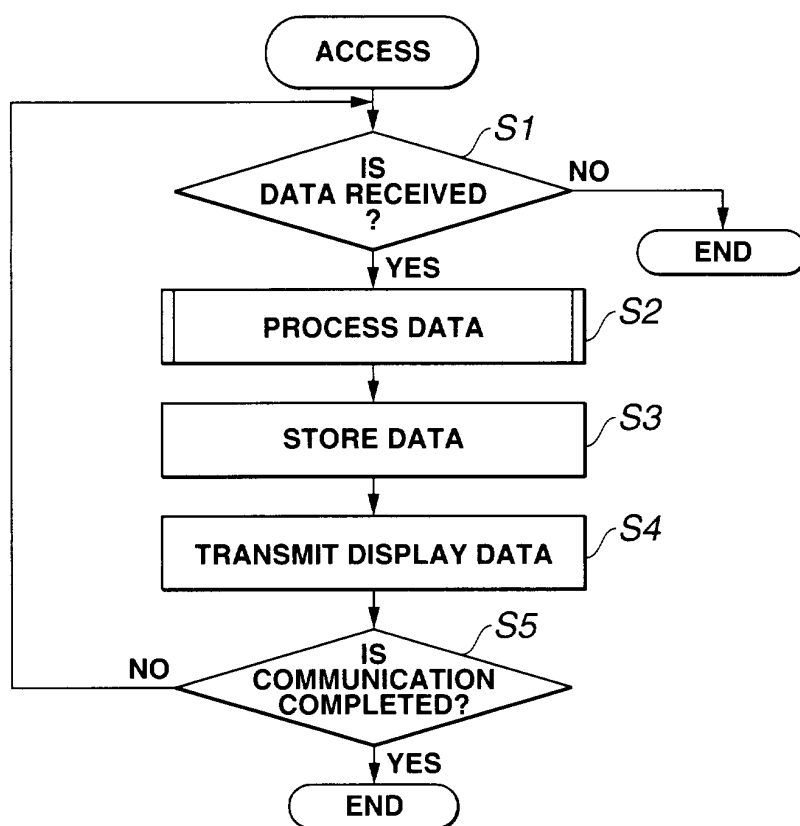 ACCESS
S1
IS
DATA RECEIVED
?
NO
END
YES
PROCESS DATA
S2
STORE DATA
S3
TRANSMIT DISPLAY DATA
S4
S5
IS
COMMUNICATION
COMPLETED?
NO
YES
END